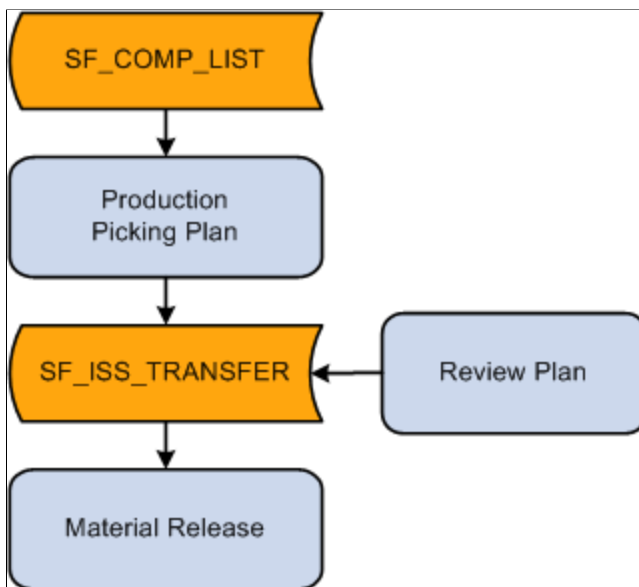 SF_COMP_LIST
Production
Picking Plan
SF_ISS_TRANSFER
Review Plan
Material Release